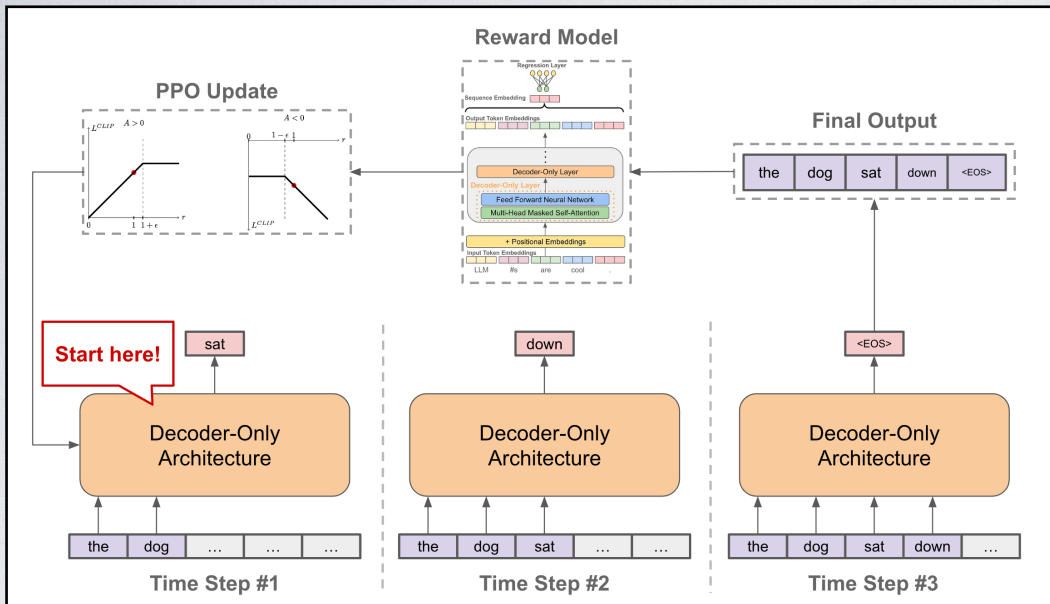 Reward Model
PPO Update
Final Output
L^{CLIP}
A > 0
0
1
1 + ϵ
r
A < 0
0
1 − ϵ
1
r
L^{CLIP}
Regression Layer
Sequence Embedding
Output Token Embeddings
Decoder-Only Layer
Decoder-Only Layer
Feed Forward Neural Network
Multi-Head Masked Self-Attention
+ Positional Embeddings
Input Token Embeddings
LLM #s are cool .
the dog sat down <EOS>
Start here!
sat
down
<EOS>
Decoder-Only
Architecture
Decoder-Only
Architecture
Decoder-Only
Architecture
the dog … … …
the dog sat … …
the dog sat down …
Time Step #1
Time Step #2
Time Step #3